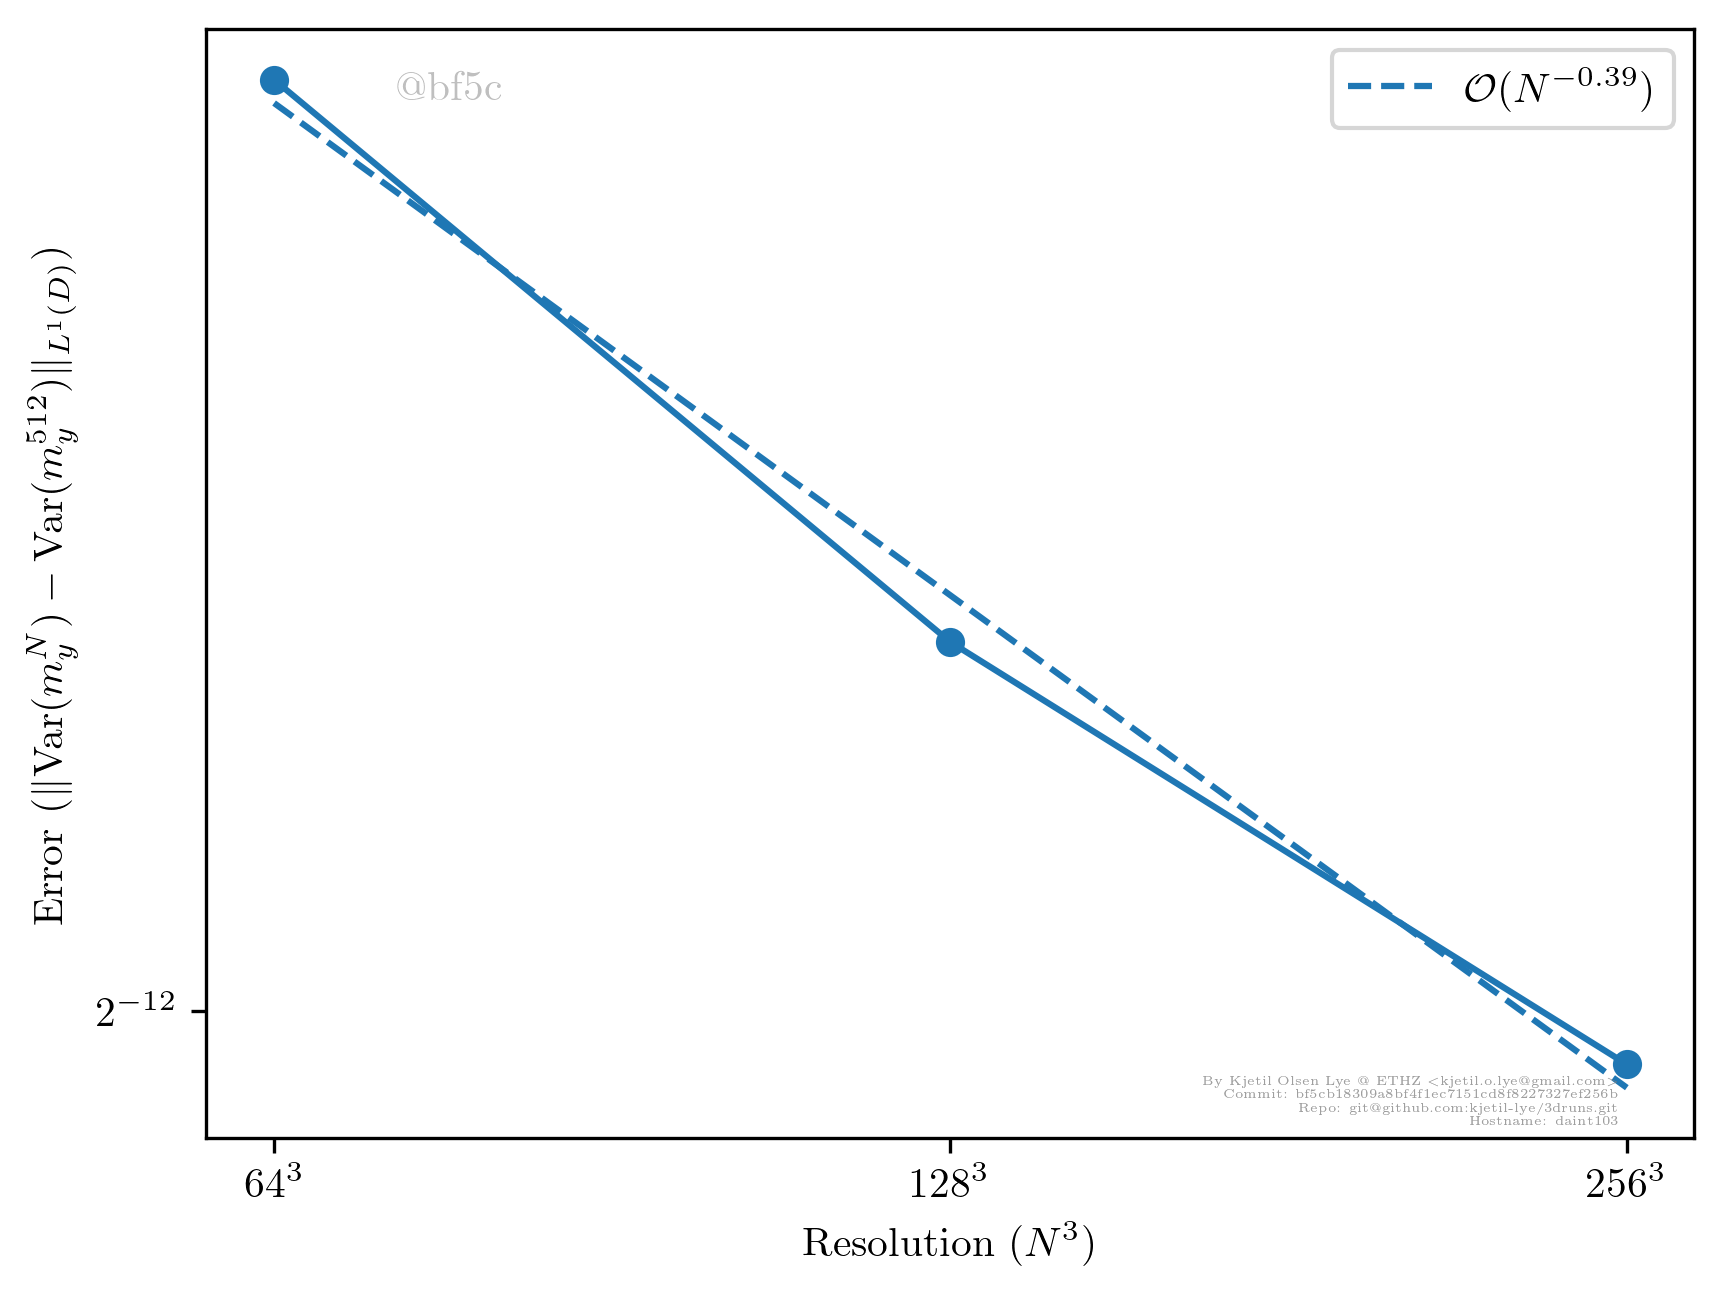 @bf5c
𝒪(N^{-0.39})
Error (||Var(m_y^N) − Var(m_y^{512})||_{L^1(D)})
2^{-12}
By Kjetil Olsen Lye @ ETHZ <kjetil.o.lye@gmail.com>
Commit: bf5cb18309a8bf4f1ec7151cd8f8227327ef256b
Repo: git@github.com:kjetil-lye/3druns.git
Hostname: daint103
64^3 128^3 256^3
Resolution (N^3)